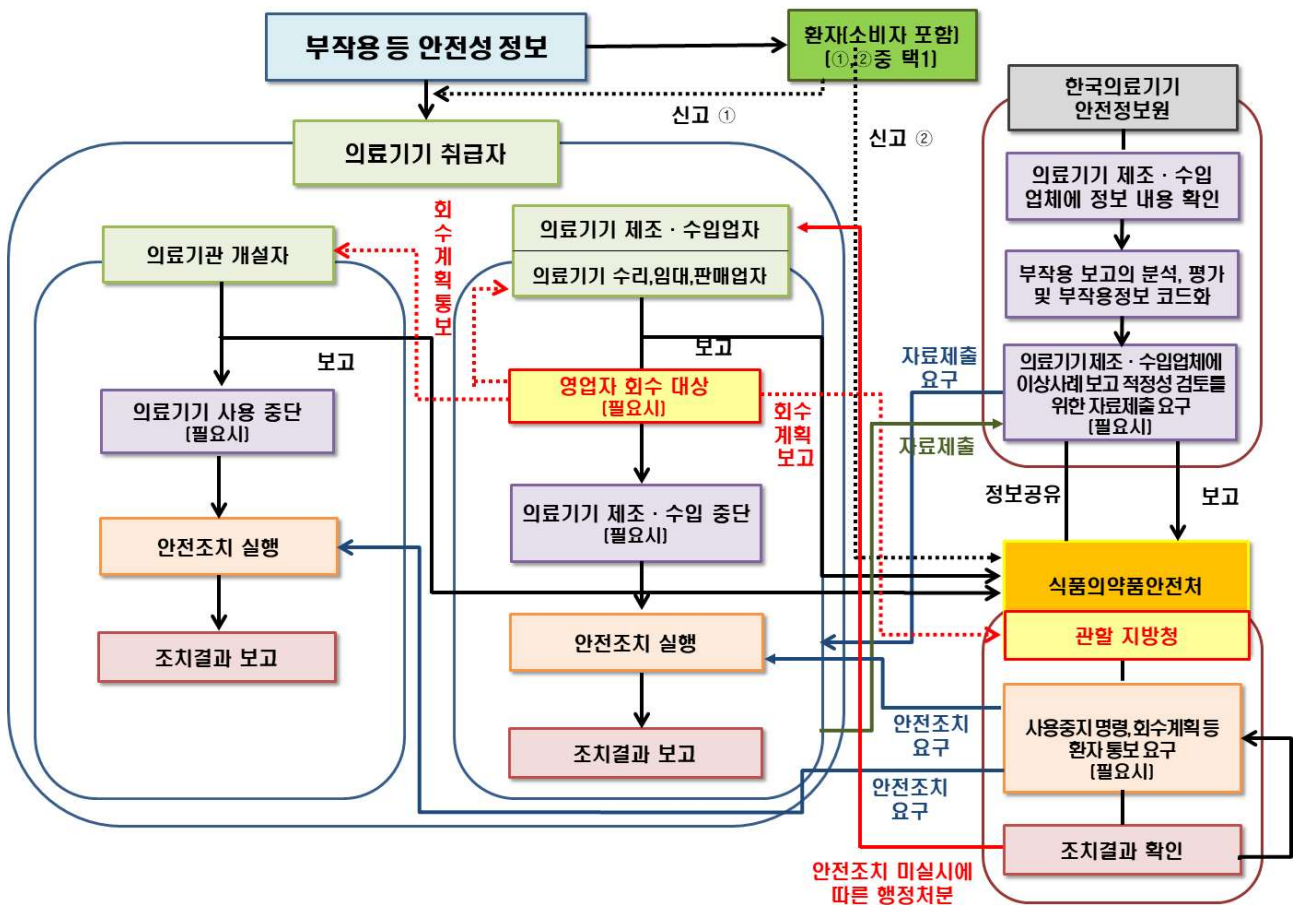 부작용 등 안전성 정보
환자(소비자 포함)
(①,②중 택1)
신고 ①
신고 ②
의료기기 취급자
회수계획통보
의료기관 개설자
보고
의료기기 사용 중단
(필요시)
안전조치 실행
조치결과 보고
의료기기 제조 · 수입업자
의료기기 수리,임대,판매업자
보고
영업자 회수 대상
(필요시)
회수
계획
보고
의료기기 제조 · 수입 중단
(필요시)
안전조치 실행
조치결과 보고
한국의료기기
안전정보원
의료기기 제조 · 수입
업체에 정보 내용 확인
부작용 보고의 분석, 평가
및 부작용정보 코드화
의료기기 제조 · 수입업체에
이상사례 보고 적정성 검토를
위한 자료제출 요구
(필요시)
자료제출
요구
자료제출
정보공유
보고
식품의약품안전처
관할 지방청
사용중지 명령,회수계획 등
환자 통보 요구
(필요시)
안전조치
요구
안전조치
요구
조치결과 확인
안전조치 미실시에
따른 행정처분